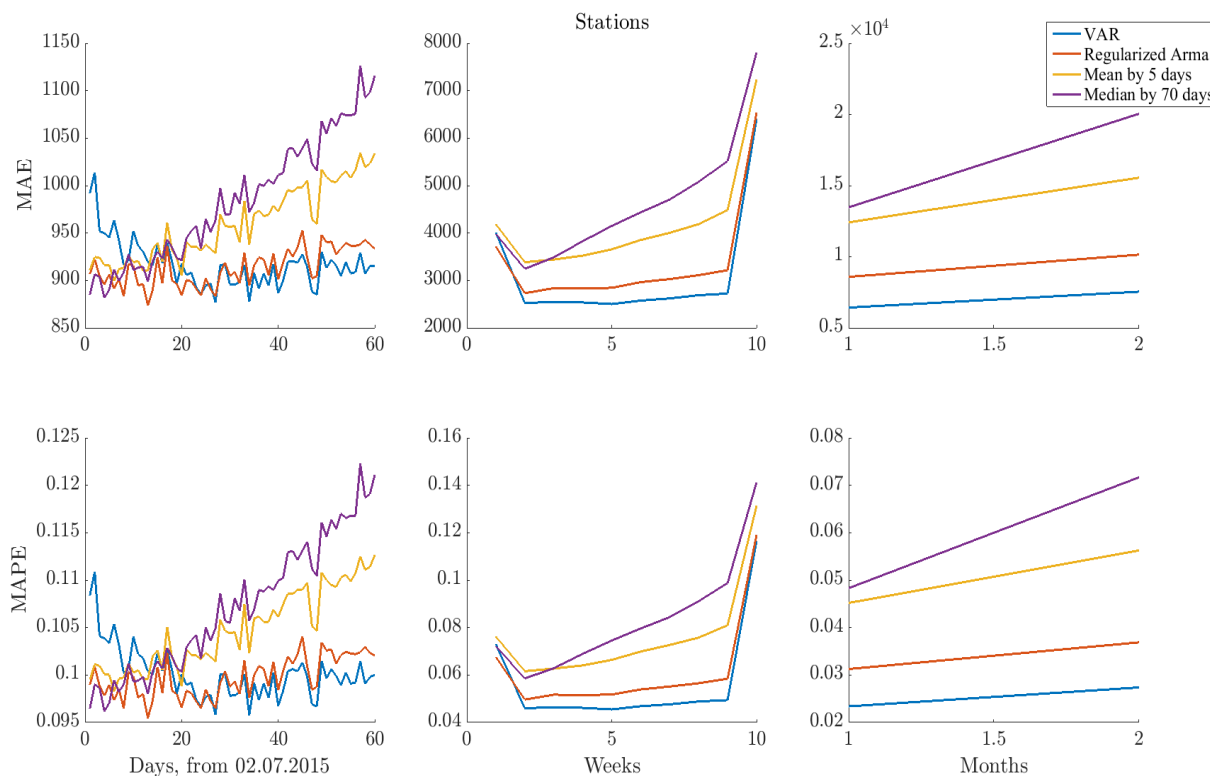 Stations
×10⁴
VAR
Regularized Arma
Mean by 5 days
Median by 70 days
MAE
1150
1100
1050
1000
950
900
850
0 20 40 60
8000
7000
6000
5000
4000
3000
2000
0 5 10
2.5
2
1.5
1
0.5
1 1.5 2
MAPE
0.125
0.12
0.115
0.11
0.105
0.1
0.095
0 20 40 60
Days, from 02.07.2015
0.16
0.14
0.12
0.1
0.08
0.06
0.04
0 5 10
Weeks
0.08
0.07
0.06
0.05
0.04
0.03
0.02
1 1.5 2
Months